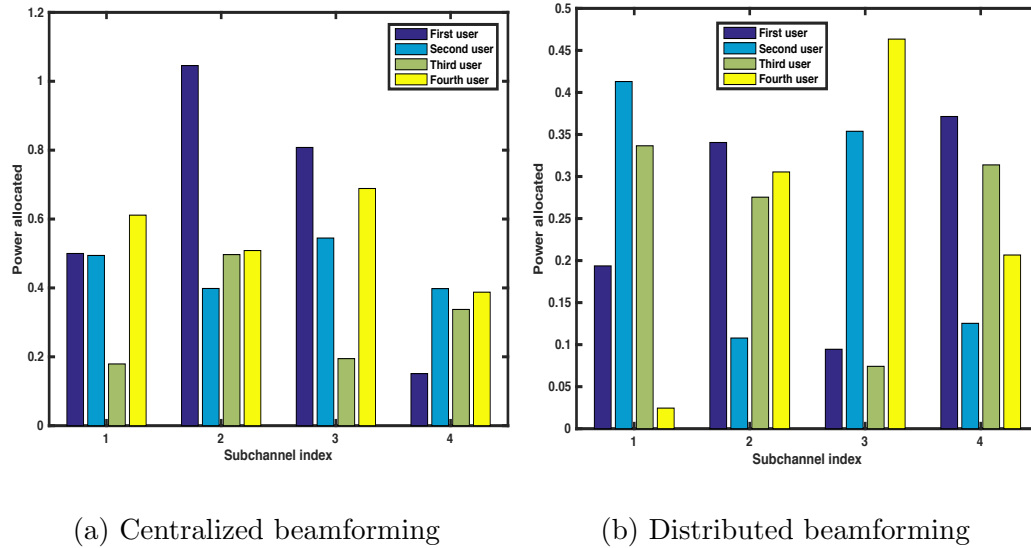 1.2
1
0.8
0.6
0.4
0.2
0
Power allocated
First user
Second user
Third user
Fourth user
1 2 3 4
Subchannel index
(a) Centralized beamforming
0.5
0.45
0.4
0.35
0.3
0.25
0.2
0.15
0.1
0.05
0
Power allocated
First user
Second user
Third user
Fourth user
1 2 3 4
Subchannel index
(b) Distributed beamforming